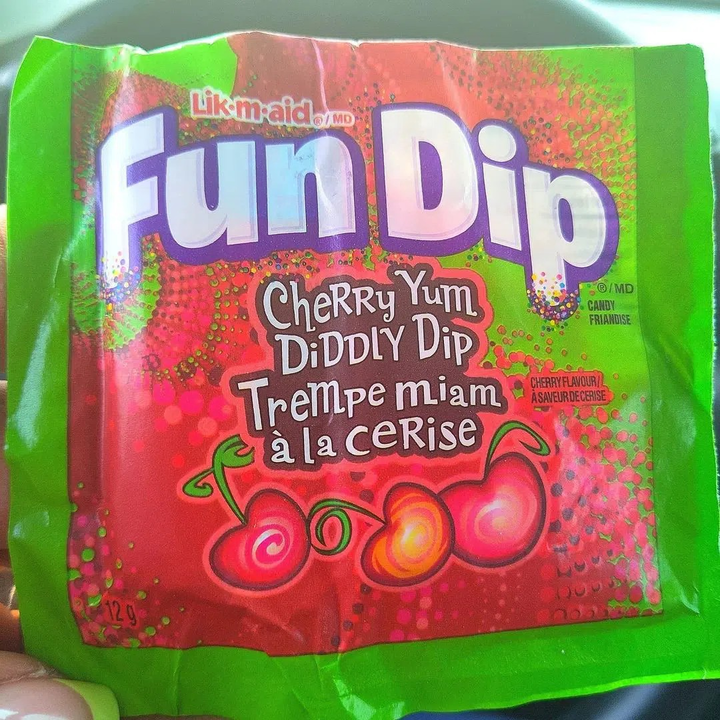 Lik·m·aid ®/MD
Fun Dip
®/MD
CANDY
FRIANDISE
CheRRy Yum
DiDDlY Dip
Trempe miam
à la ceRise
CHERRY FLAVOUR/
À SAVEUR DE CERISE
12 g